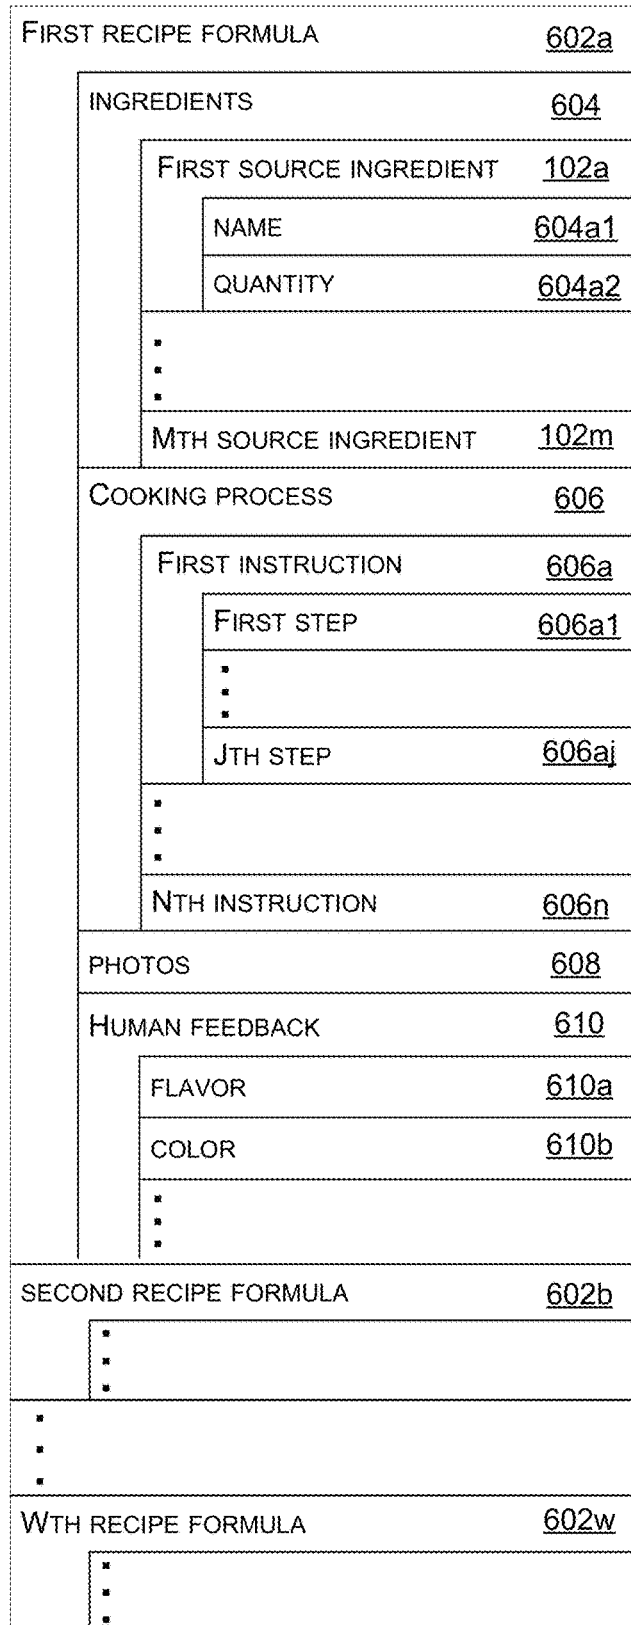 FIRST RECIPE FORMULA 602a
INGREDIENTS 604
FIRST SOURCE INGREDIENT 102a
NAME 604a1
QUANTITY 604a2
MTH SOURCE INGREDIENT 102m
COOKING PROCESS 606
FIRST INSTRUCTION 606a
FIRST STEP 606a1
JTH STEP 606aj
NTH INSTRUCTION 606n
PHOTOS 608
HUMAN FEEDBACK 610
FLAVOR 610a
COLOR 610b
SECOND RECIPE FORMULA 602b
WTH RECIPE FORMULA 602w